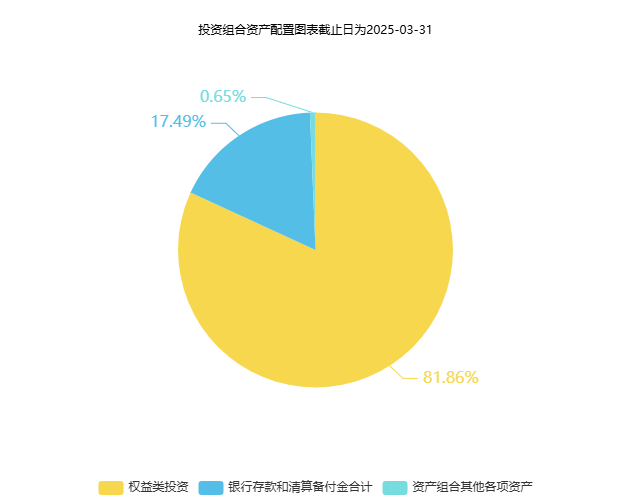 投资组合资产配置图表截止日为2025-03-31
0.65%
17.49%
81.86%
权益类投资
银行存款和清算备付金合计
资产组合其他各项资产